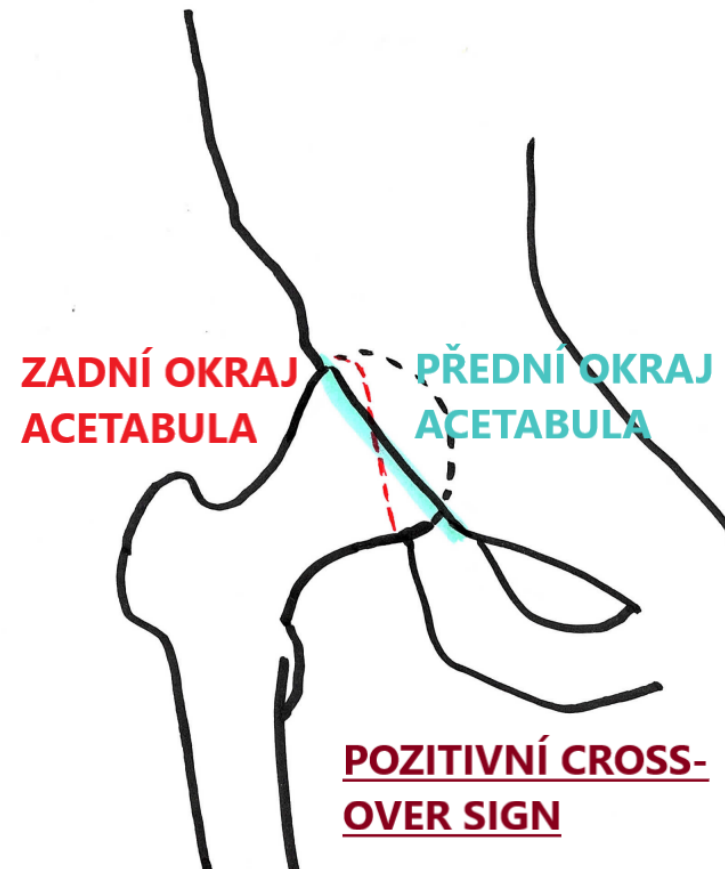 ZADNÍ OKRAJ
ACETABULA
PŘEDNÍ OKRAJ
ACETABULA
POZITIVNÍ CROSS-
OVER SIGN